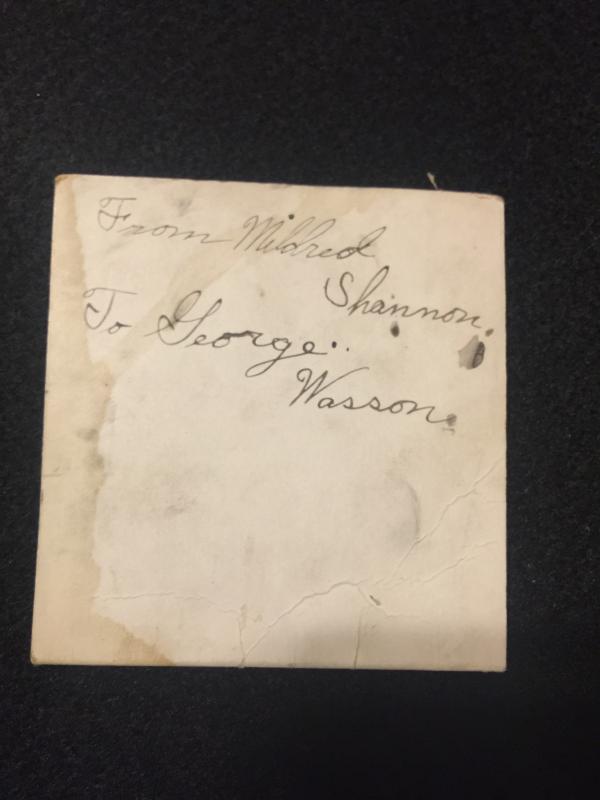 From Mildred
Shannon.
To George.
Wasson.